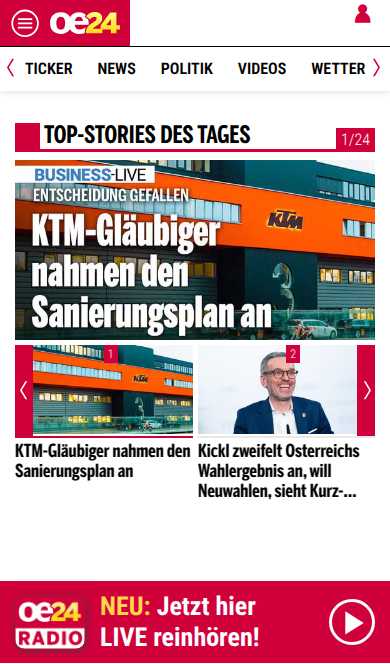 oe24
TICKER NEWS POLITIK VIDEOS WETTER
TOP-STORIES DES TAGES
1/24
BUSINESS-LIVE
ENTSCHEIDUNG GEFALLEN
KTM-Gläubiger
nahmen den
Sanierungsplan an
KTM
3
1
KTM
2
KTM-Gläubiger nahmen den
Sanierungsplan an
Kickl zweifelt Österreichs
Wahlergebnis an, will
Neuwahlen, sieht Kurz-...
oe24
RADIO
NEU: Jetzt hier
LIVE reinhören!